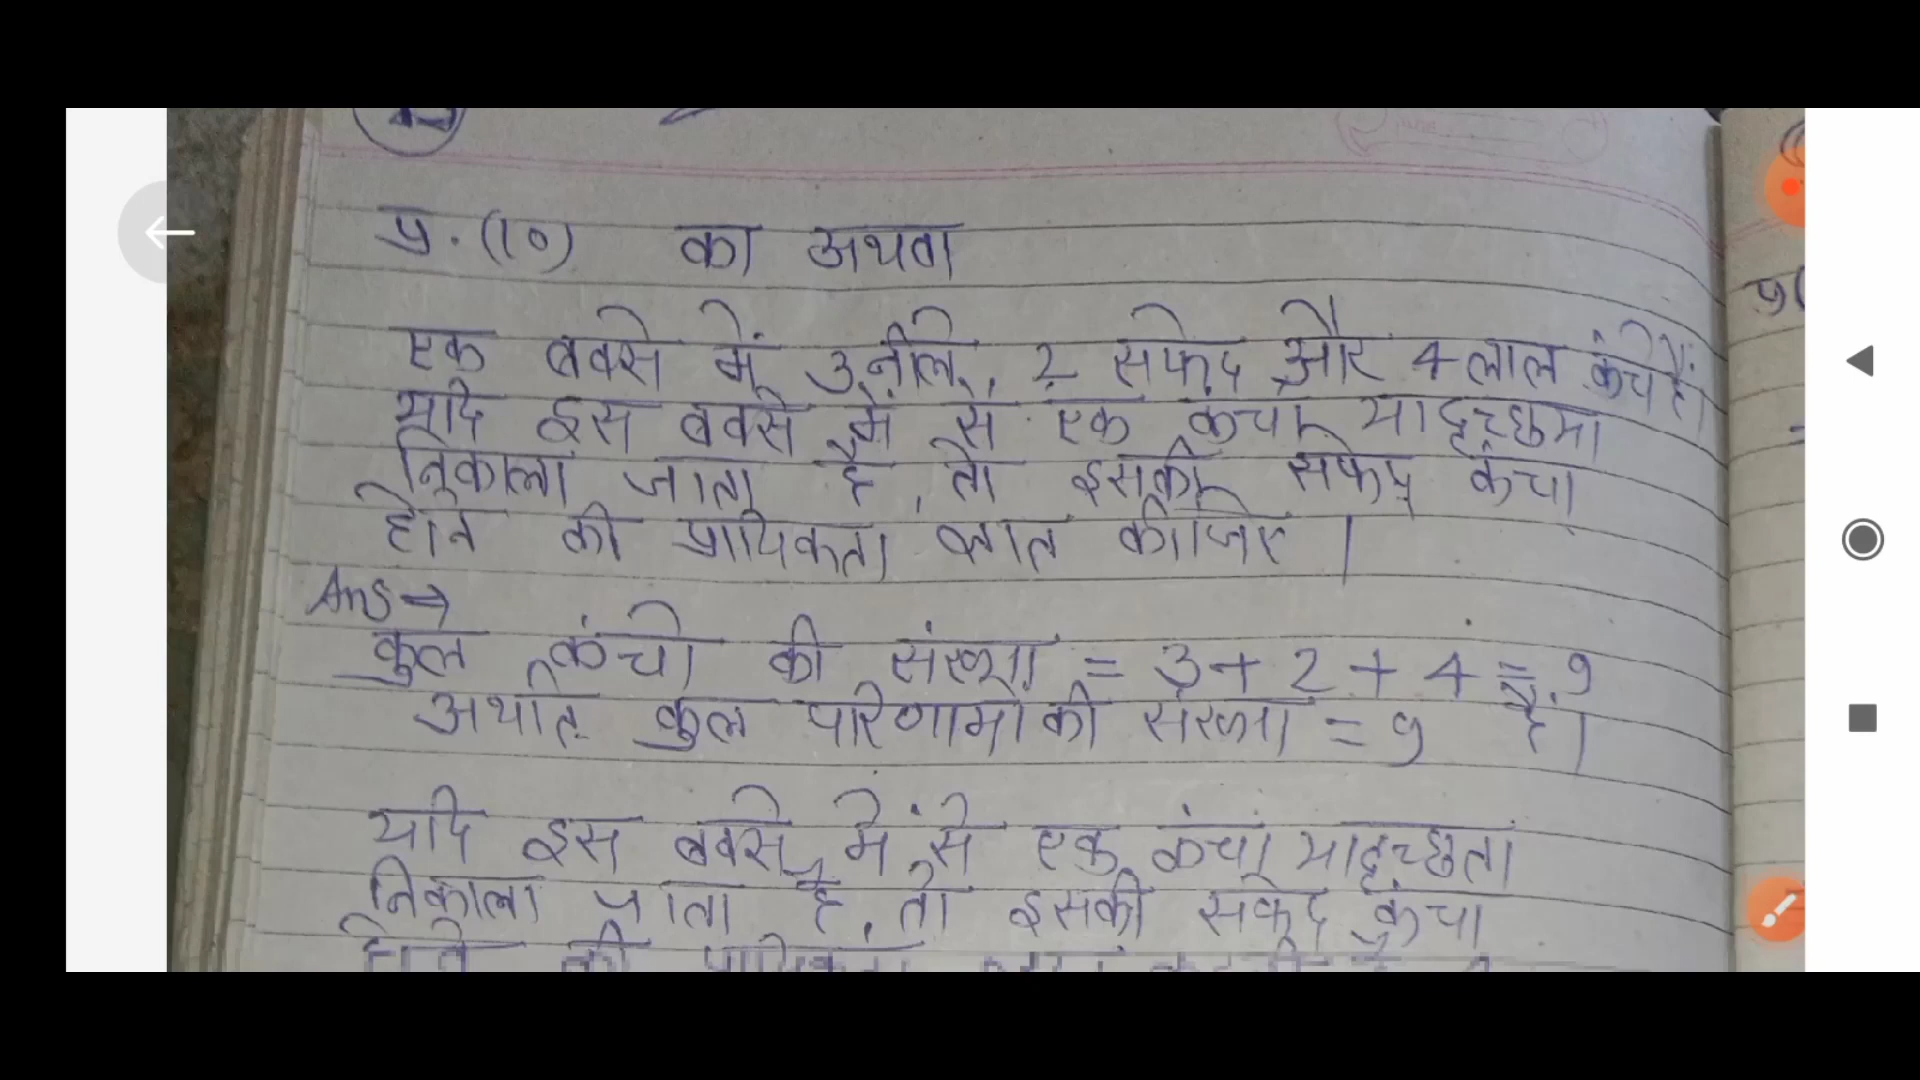 प्र. (10) का अथवा
एक बक्से में 3 नीले, 2 सफेद और 4 लाल कंचे हैं।
यदि इस बक्से में से एक कंचा यादृच्छया
निकाला जाता है, तो इसकी सफेद कंचा
होने की प्रायिकता ज्ञात कीजिए।
Ans →
कुल कंचो की संख्या = 3 + 2 + 4 = 9
अर्थात कुल परिणामो की संख्या = 9 है।
यदि इस बक्से में से एक कंचा यादृच्छता
निकाला जाता है, तो इसकी सफेद कंचा